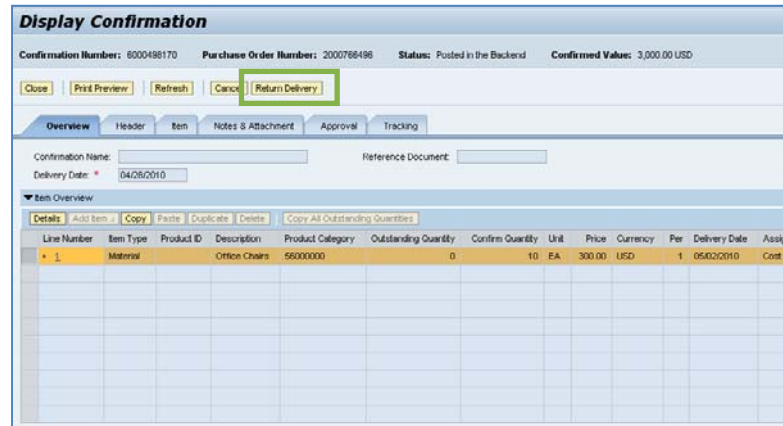 Display Confirmation
Confirmation Number: 6000498170 Purchase Order Number: 2000766496 Status: Posted in the Backend Confirmed Value: 3,000.00 USD
Close Print Preview Refresh Cancel Return Delivery
Overview Header Item Notes & Attachment Approval Tracking
Confirmation Name: Reference Document:
Delivery Date: * 04/28/2010
Item Overview
Details Add Item Copy Paste Duplicate Delete Copy All Outstanding Quantities
Line Number Item Type Product ID Description Product Category Outstanding Quantity Confirm Quantity Unit Price Currency Per Delivery Date Assig
• 1 Material Office Chairs 56000000 0 10 EA 300.00 USD 1 05/02/2010 Cost